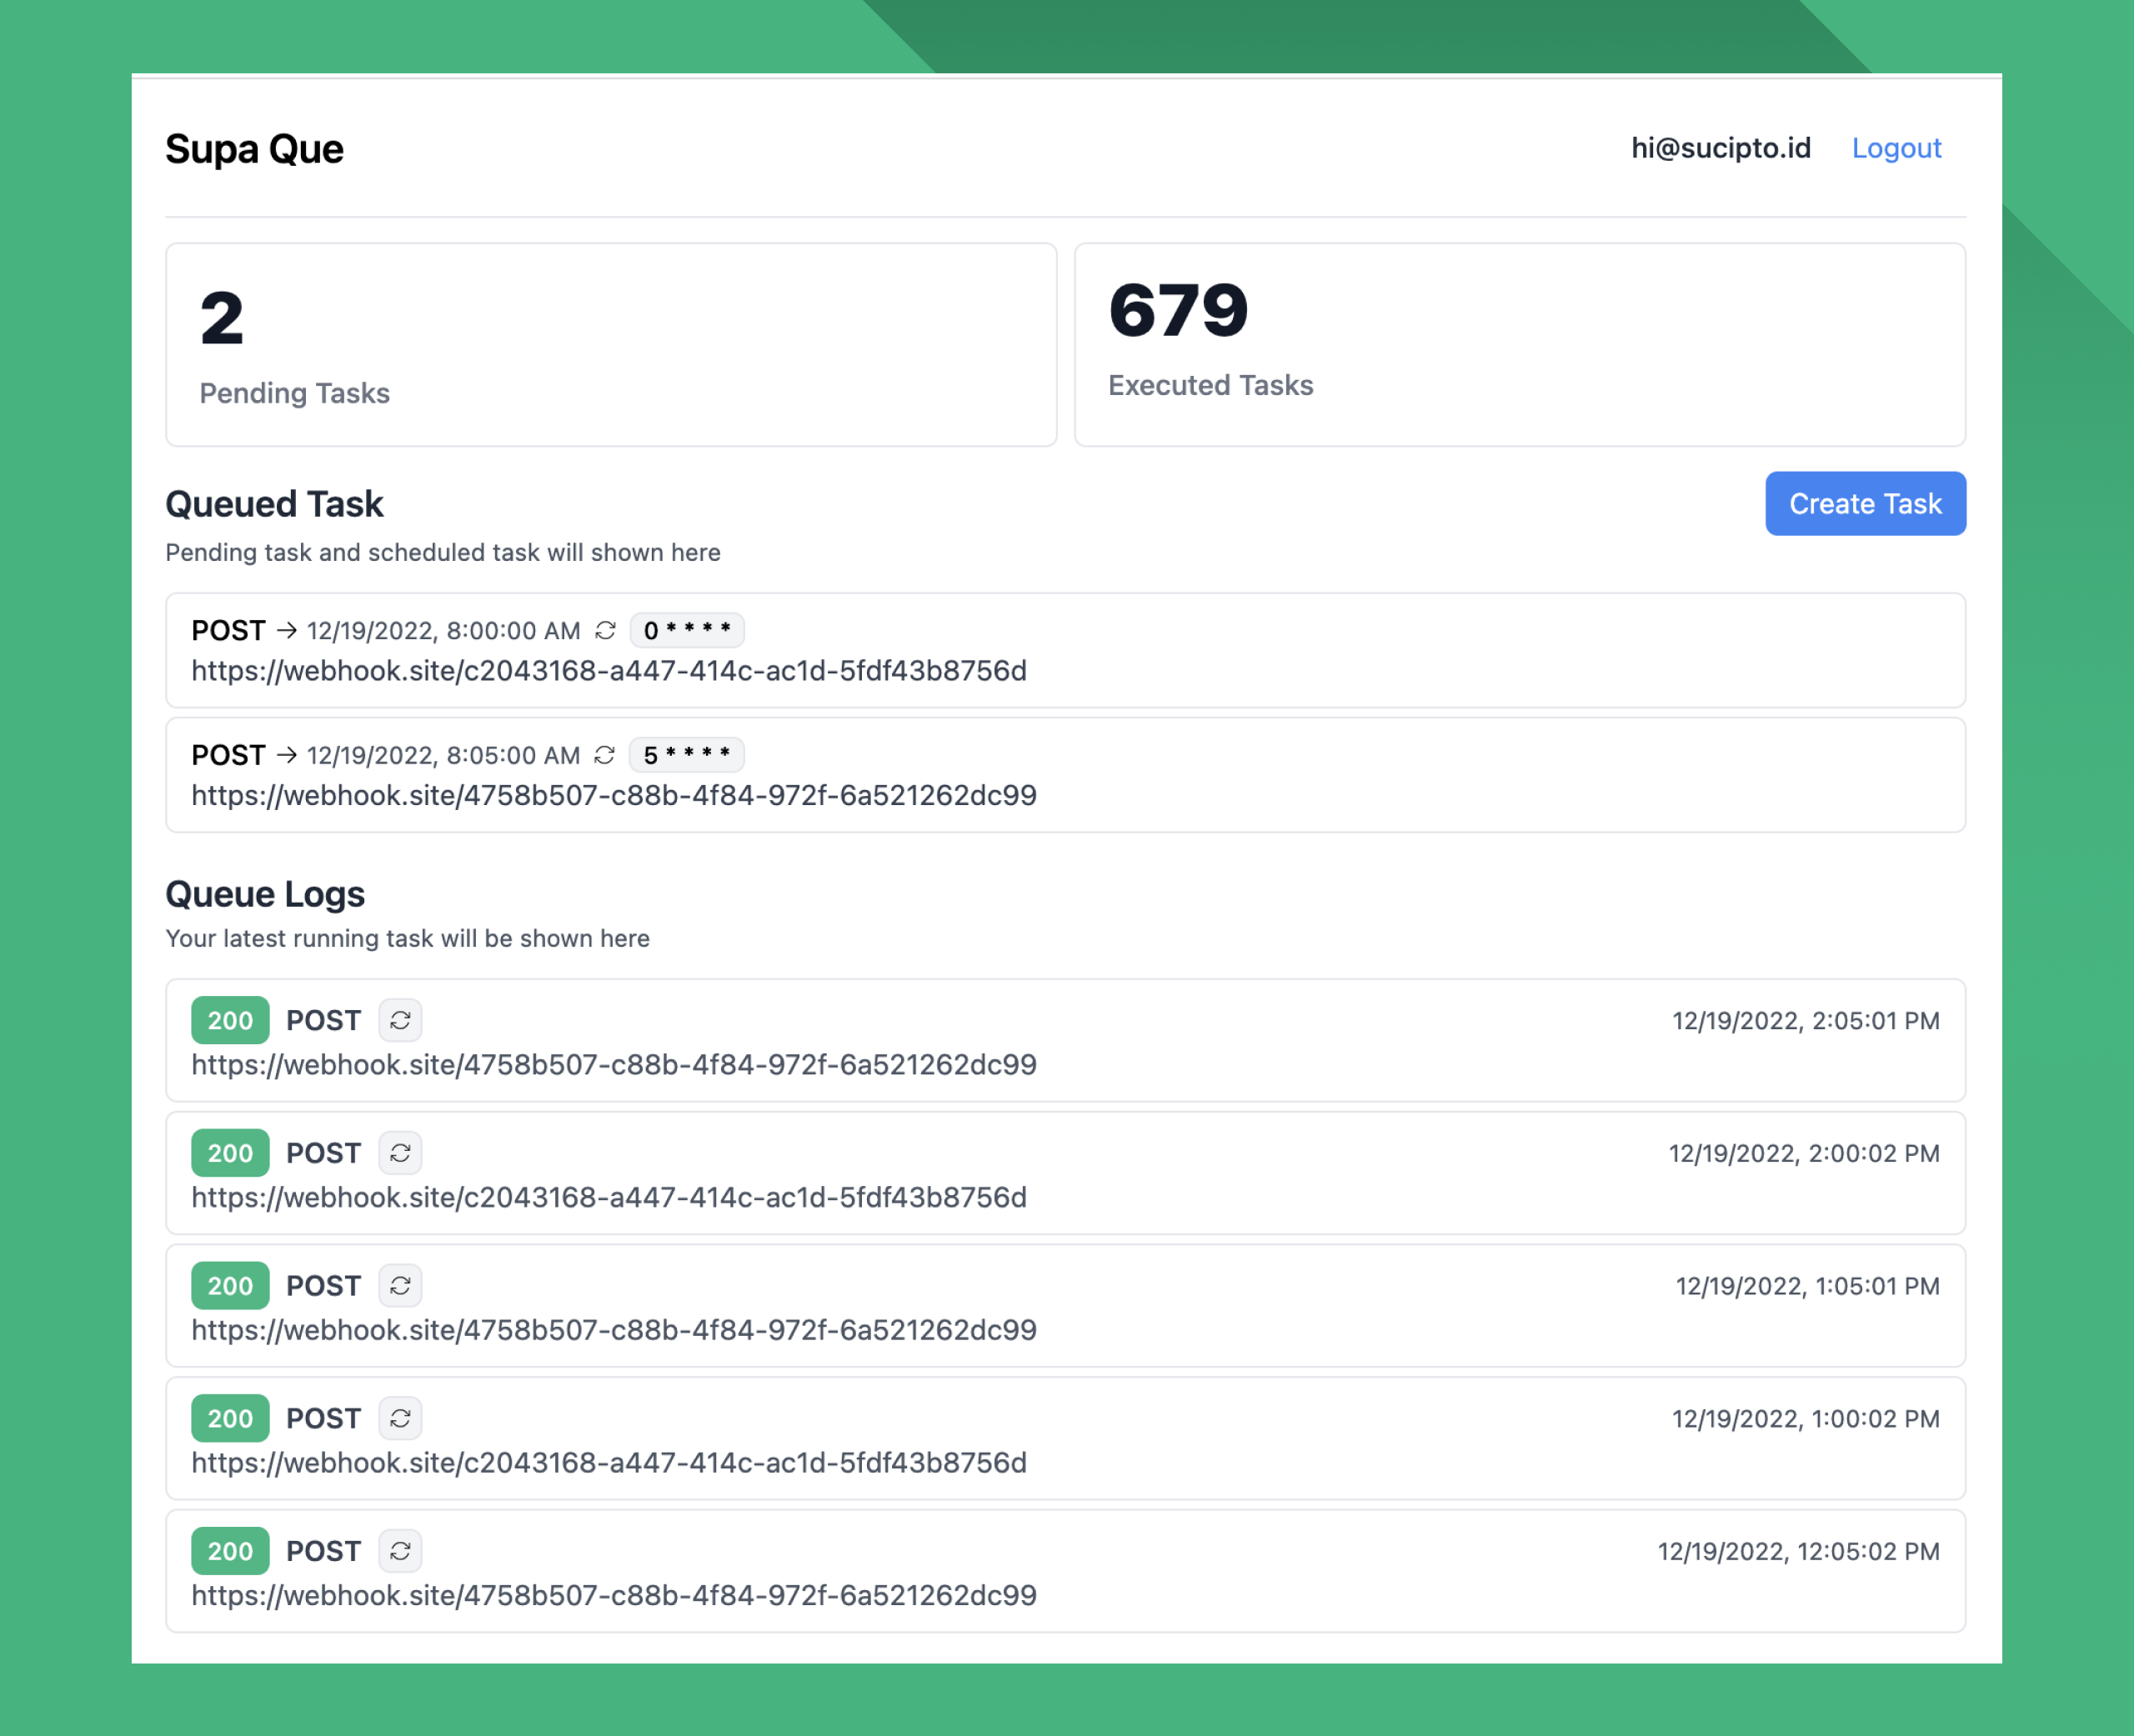 Supa Que
hi@sucipto.id Logout
2
Pending Tasks
679
Executed Tasks
Queued Task
Create Task
Pending task and scheduled task will shown here
POST → 12/19/2022, 8:00:00 AM 0 * * * *
https://webhook.site/c2043168-a447-414c-ac1d-5fdf43b8756d
POST → 12/19/2022, 8:05:00 AM 5 * * * *
https://webhook.site/4758b507-c88b-4f84-972f-6a521262dc99
Queue Logs
Your latest running task will be shown here
200 POST 12/19/2022, 2:05:01 PM
https://webhook.site/4758b507-c88b-4f84-972f-6a521262dc99
200 POST 12/19/2022, 2:00:02 PM
https://webhook.site/c2043168-a447-414c-ac1d-5fdf43b8756d
200 POST 12/19/2022, 1:05:01 PM
https://webhook.site/4758b507-c88b-4f84-972f-6a521262dc99
200 POST 12/19/2022, 1:00:02 PM
https://webhook.site/c2043168-a447-414c-ac1d-5fdf43b8756d
200 POST 12/19/2022, 12:05:02 PM
https://webhook.site/4758b507-c88b-4f84-972f-6a521262dc99